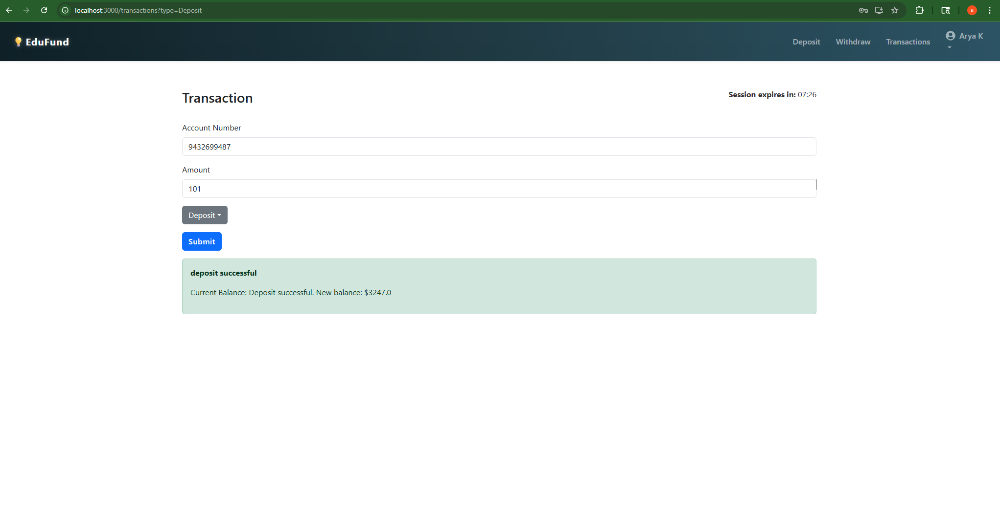 localhost:3000/transactions?type=Deposit
a
EduFund
Deposit Withdraw Transactions Arya K
Transaction
Session expires in: 07:26
Account Number
9432699487
Amount
101
Deposit
Submit
deposit successful
Current Balance: Deposit successful. New balance: $3247.0